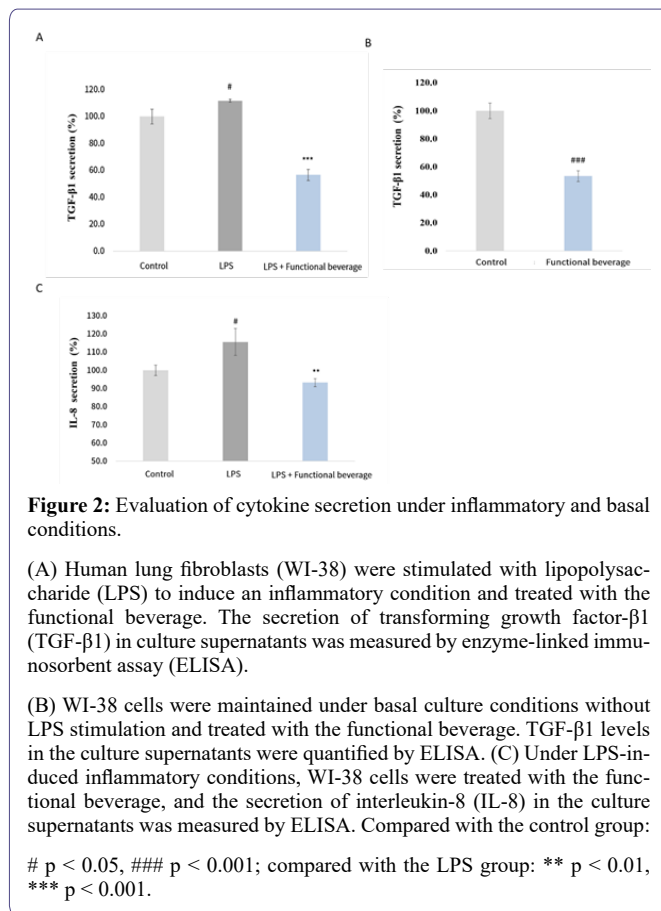 A
B
TGF-β1 secretion (%)
120.0
100.0
80.0
60.0
40.0
20.0
0.0
#
***
Control
LPS
LPS + Functional beverage
TGF-β1 secretion (%)
120.0
100.0
80.0
60.0
40.0
20.0
0.0
###
Control
Functional beverage
C
IL-8 secretion (%)
130.0
120.0
110.0
100.0
90.0
80.0
70.0
60.0
50.0
#
**
Control
LPS
LPS + Functional beverage
Figure 2: Evaluation of cytokine secretion under inflammatory and basal
conditions.
(A) Human lung fibroblasts (WI-38) were stimulated with lipopolysac-
charide (LPS) to induce an inflammatory condition and treated with the
functional beverage. The secretion of transforming growth factor-β1
(TGF-β1) in culture supernatants was measured by enzyme-linked immu-
nosorbent assay (ELISA).
(B) WI-38 cells were maintained under basal culture conditions without
LPS stimulation and treated with the functional beverage. TGF-β1 levels
in the culture supernatants were quantified by ELISA. (C) Under LPS-in-
duced inflammatory conditions, WI-38 cells were treated with the func-
tional beverage, and the secretion of interleukin-8 (IL-8) in the culture
supernatants was measured by ELISA. Compared with the control group:
# p < 0.05, ### p < 0.001; compared with the LPS group: ** p < 0.01,
*** p < 0.001.